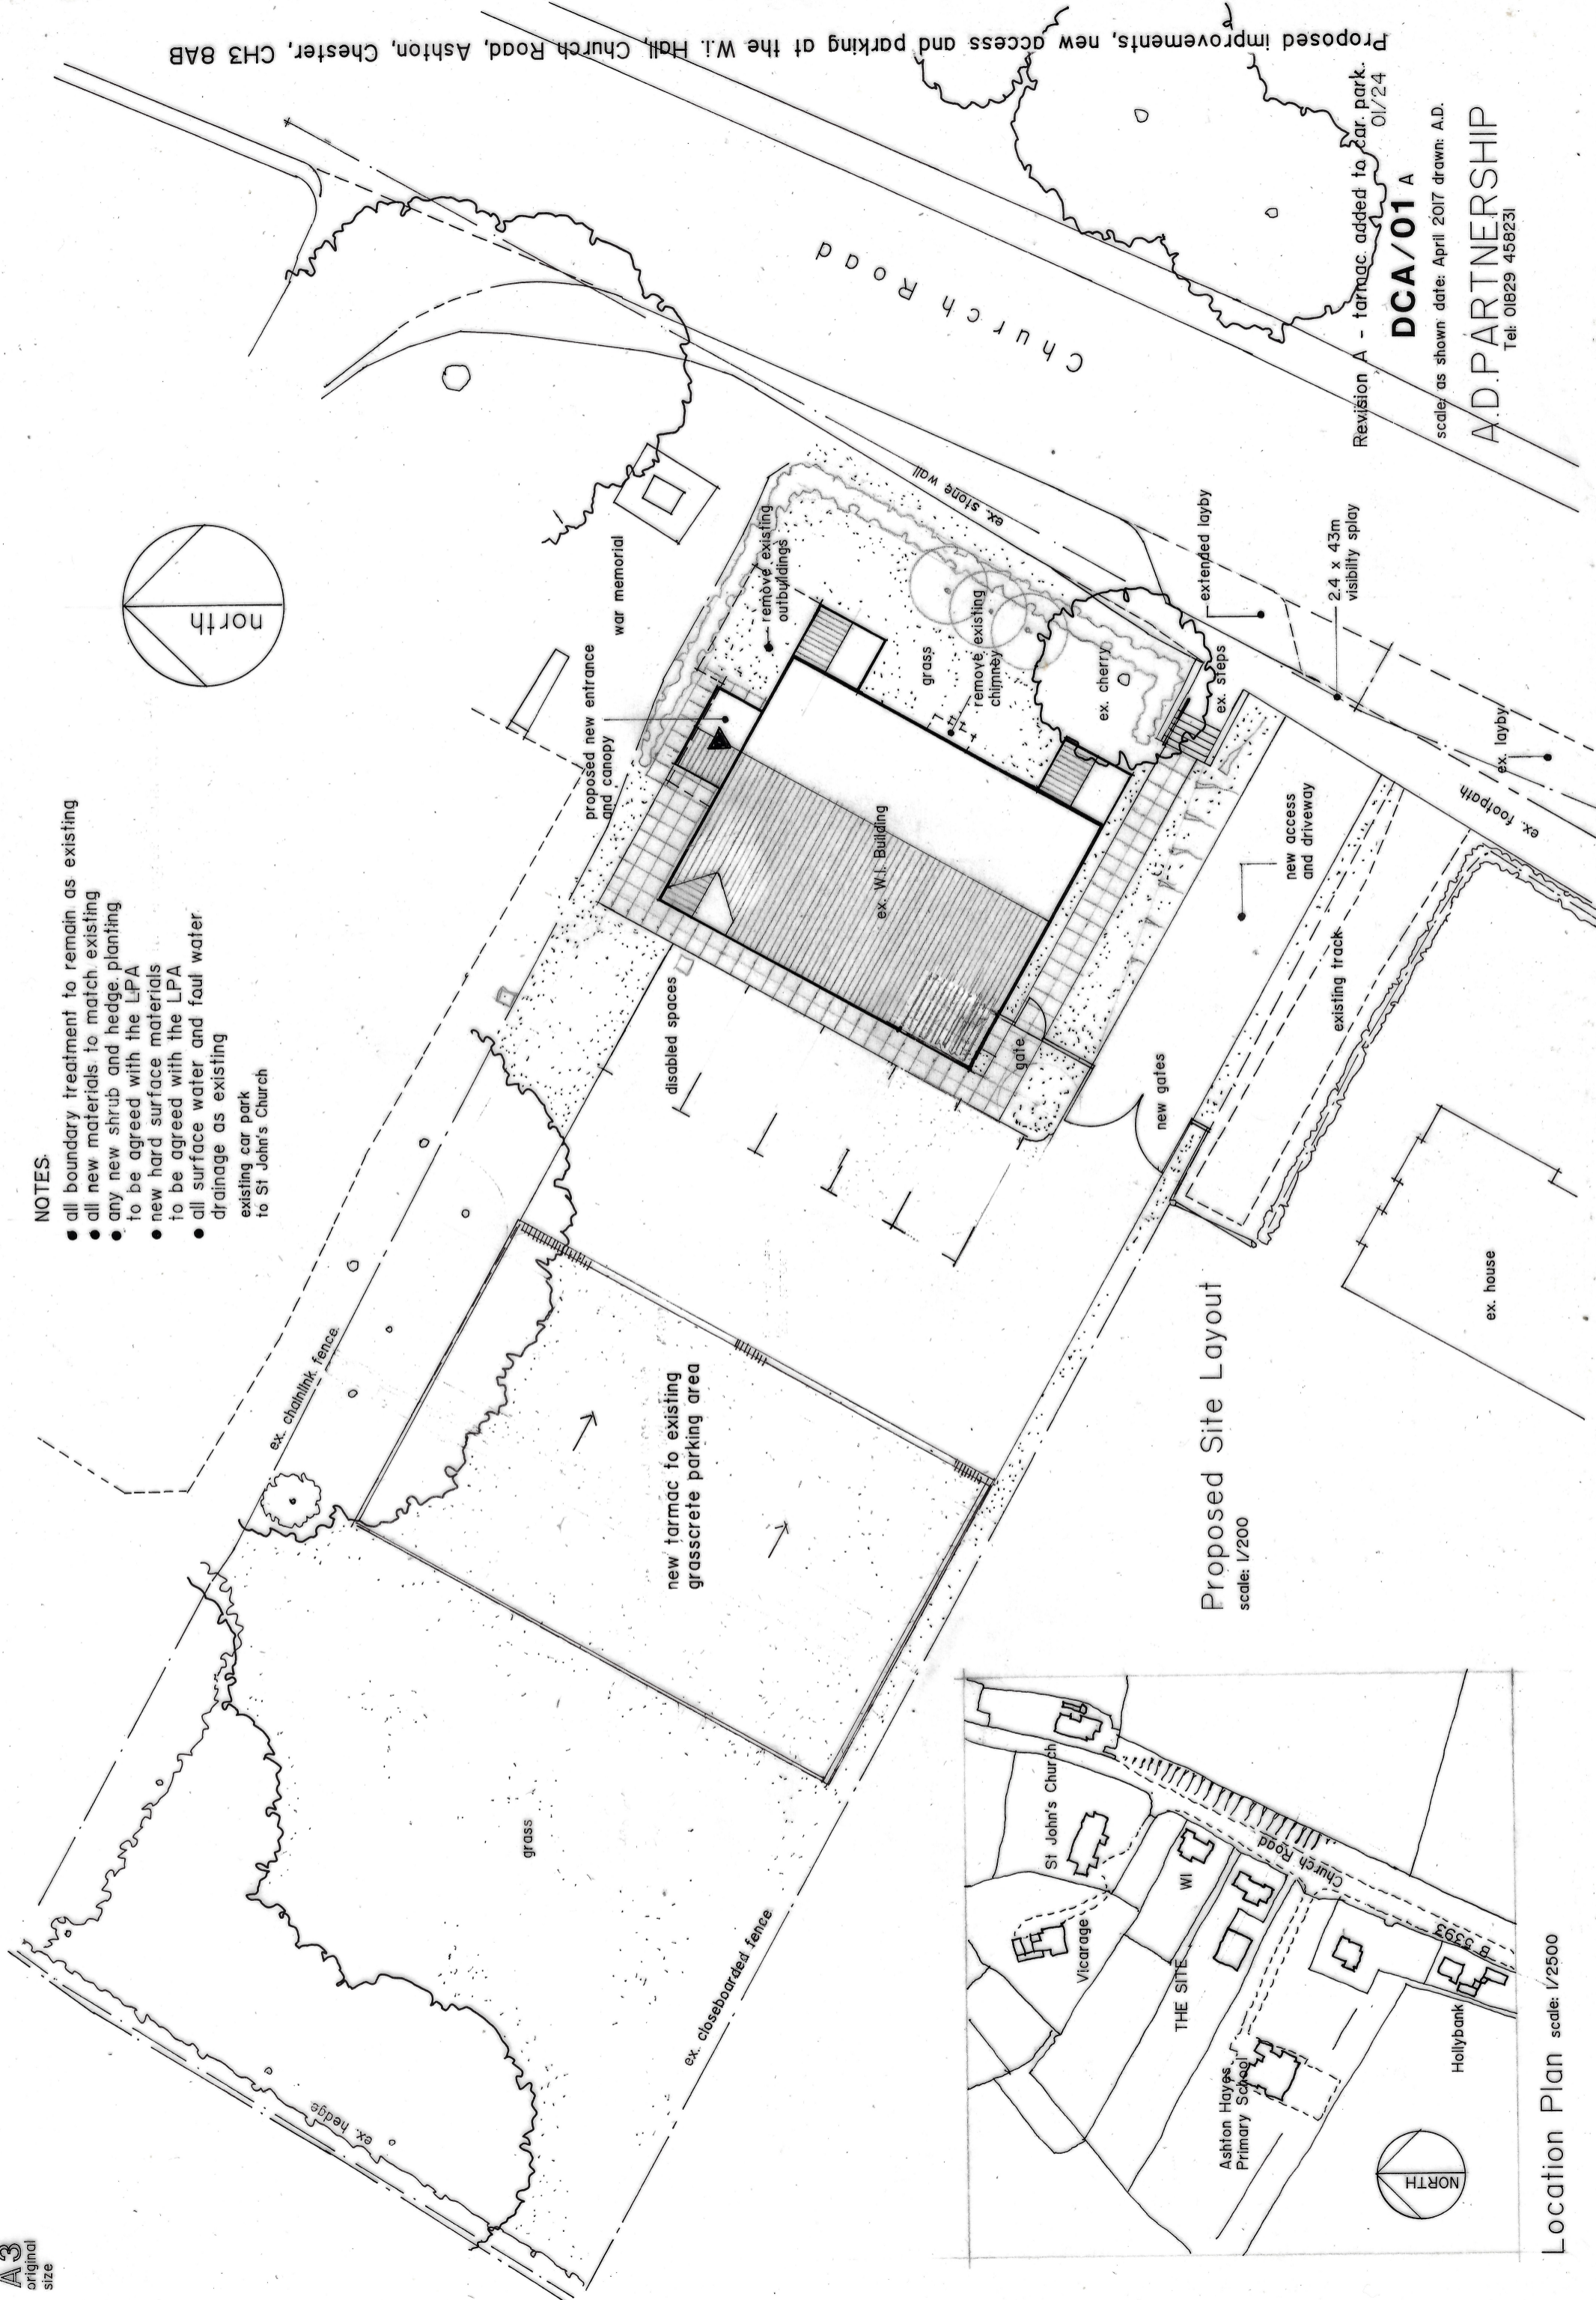 Proposed improvements, new access and parking at the W.I. Hall, Church Road, Ashton, Chester, CH3 8AB
Revision A - tarmac added to car park.
01/24
DCA/01 A
scale: as shown date: April 2017 drawn: A.D.
A.D.PARTNERSHIP
Tel: 01829 458231
NOTES.
● all boundary treatment to remain as existing
● all new materials to match existing
● any new shrub and hedge planting
to be agreed with the LPA
● new hard surface materials
to be agreed with the LPA
● all surface water and foul water
drainage as existing
existing car park
to St John's Church
north
Church Road
war memorial
proposed new entrance
and canopy
remove existing
outbuildings
ex. stone wall
grass
remove existing
chimney
ex. cherry
ex. steps
extended layby
2.4 x 43m
visibilty splay
ex. layby
ex. footpath
ex. W.I. Building
new access
and driveway
existing track
disabled spaces
gate
new gates
ex. house
ex. chainlink fence.
new tarmac to existing
grasscrete parking area
grass
ex. closeboarded fence
ex. hedge
Proposed Site Layout
scale: 1/200
St John's Church
WI
Church Road
Vicarage
THE SITE
B 5393
Ashton Hayes
Primary School
Hollybank
NORTH
Location Plan scale: 1/2500
A3
original
size